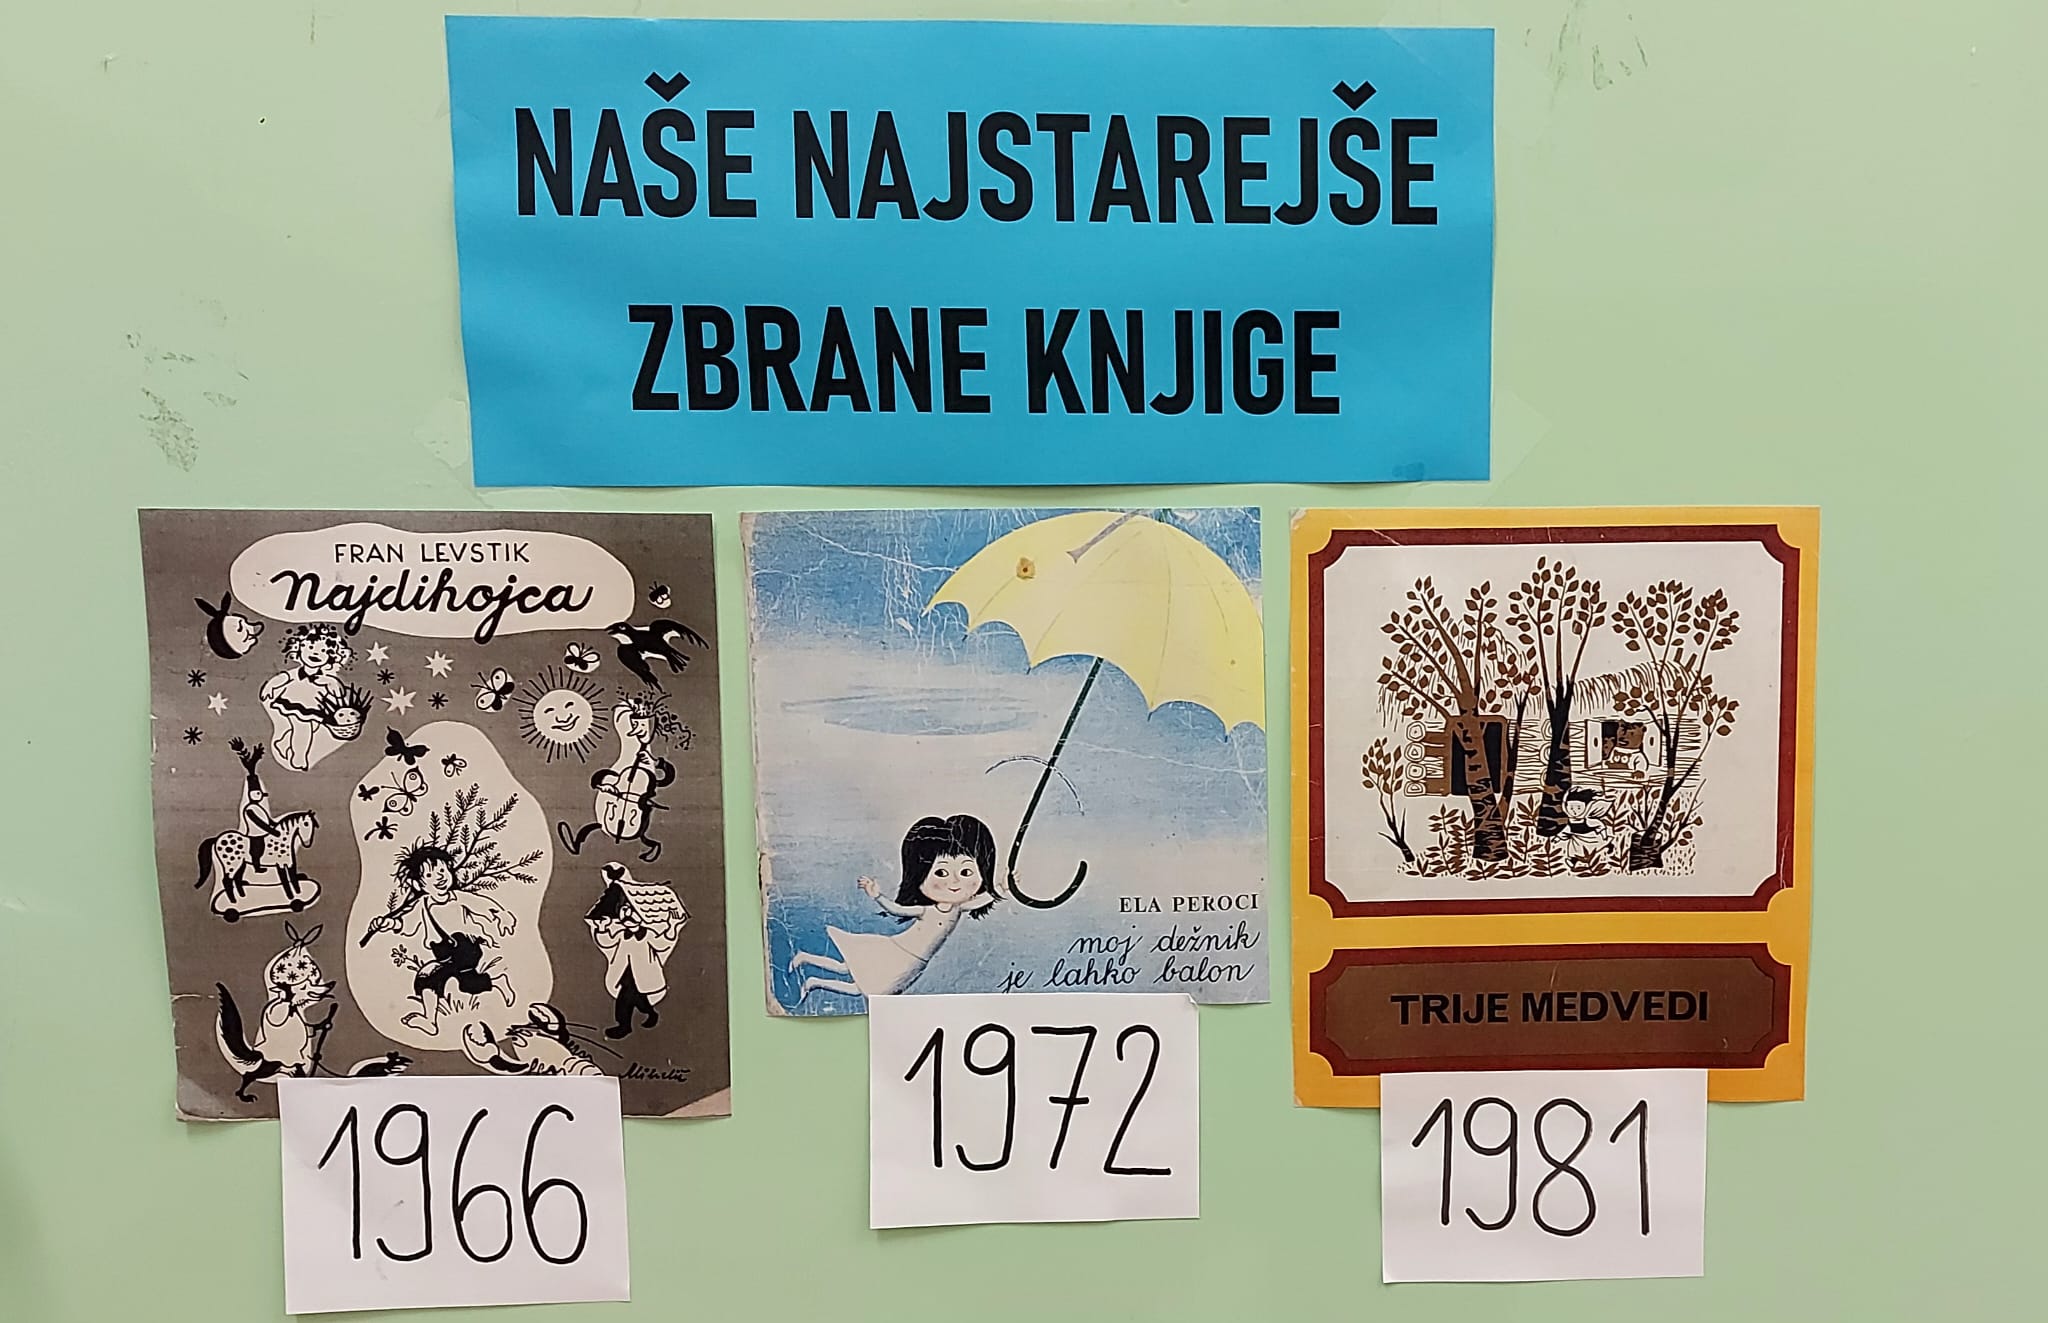 NAŠE NAJSTAREJŠE
ZBRANE KNJIGE
FRAN LEVSTIK
Najdihojca
Mihelič
1966
ELA PEROCI
moj dežnik
je lahko balon
1972
TRIJE MEDVEDI
1981